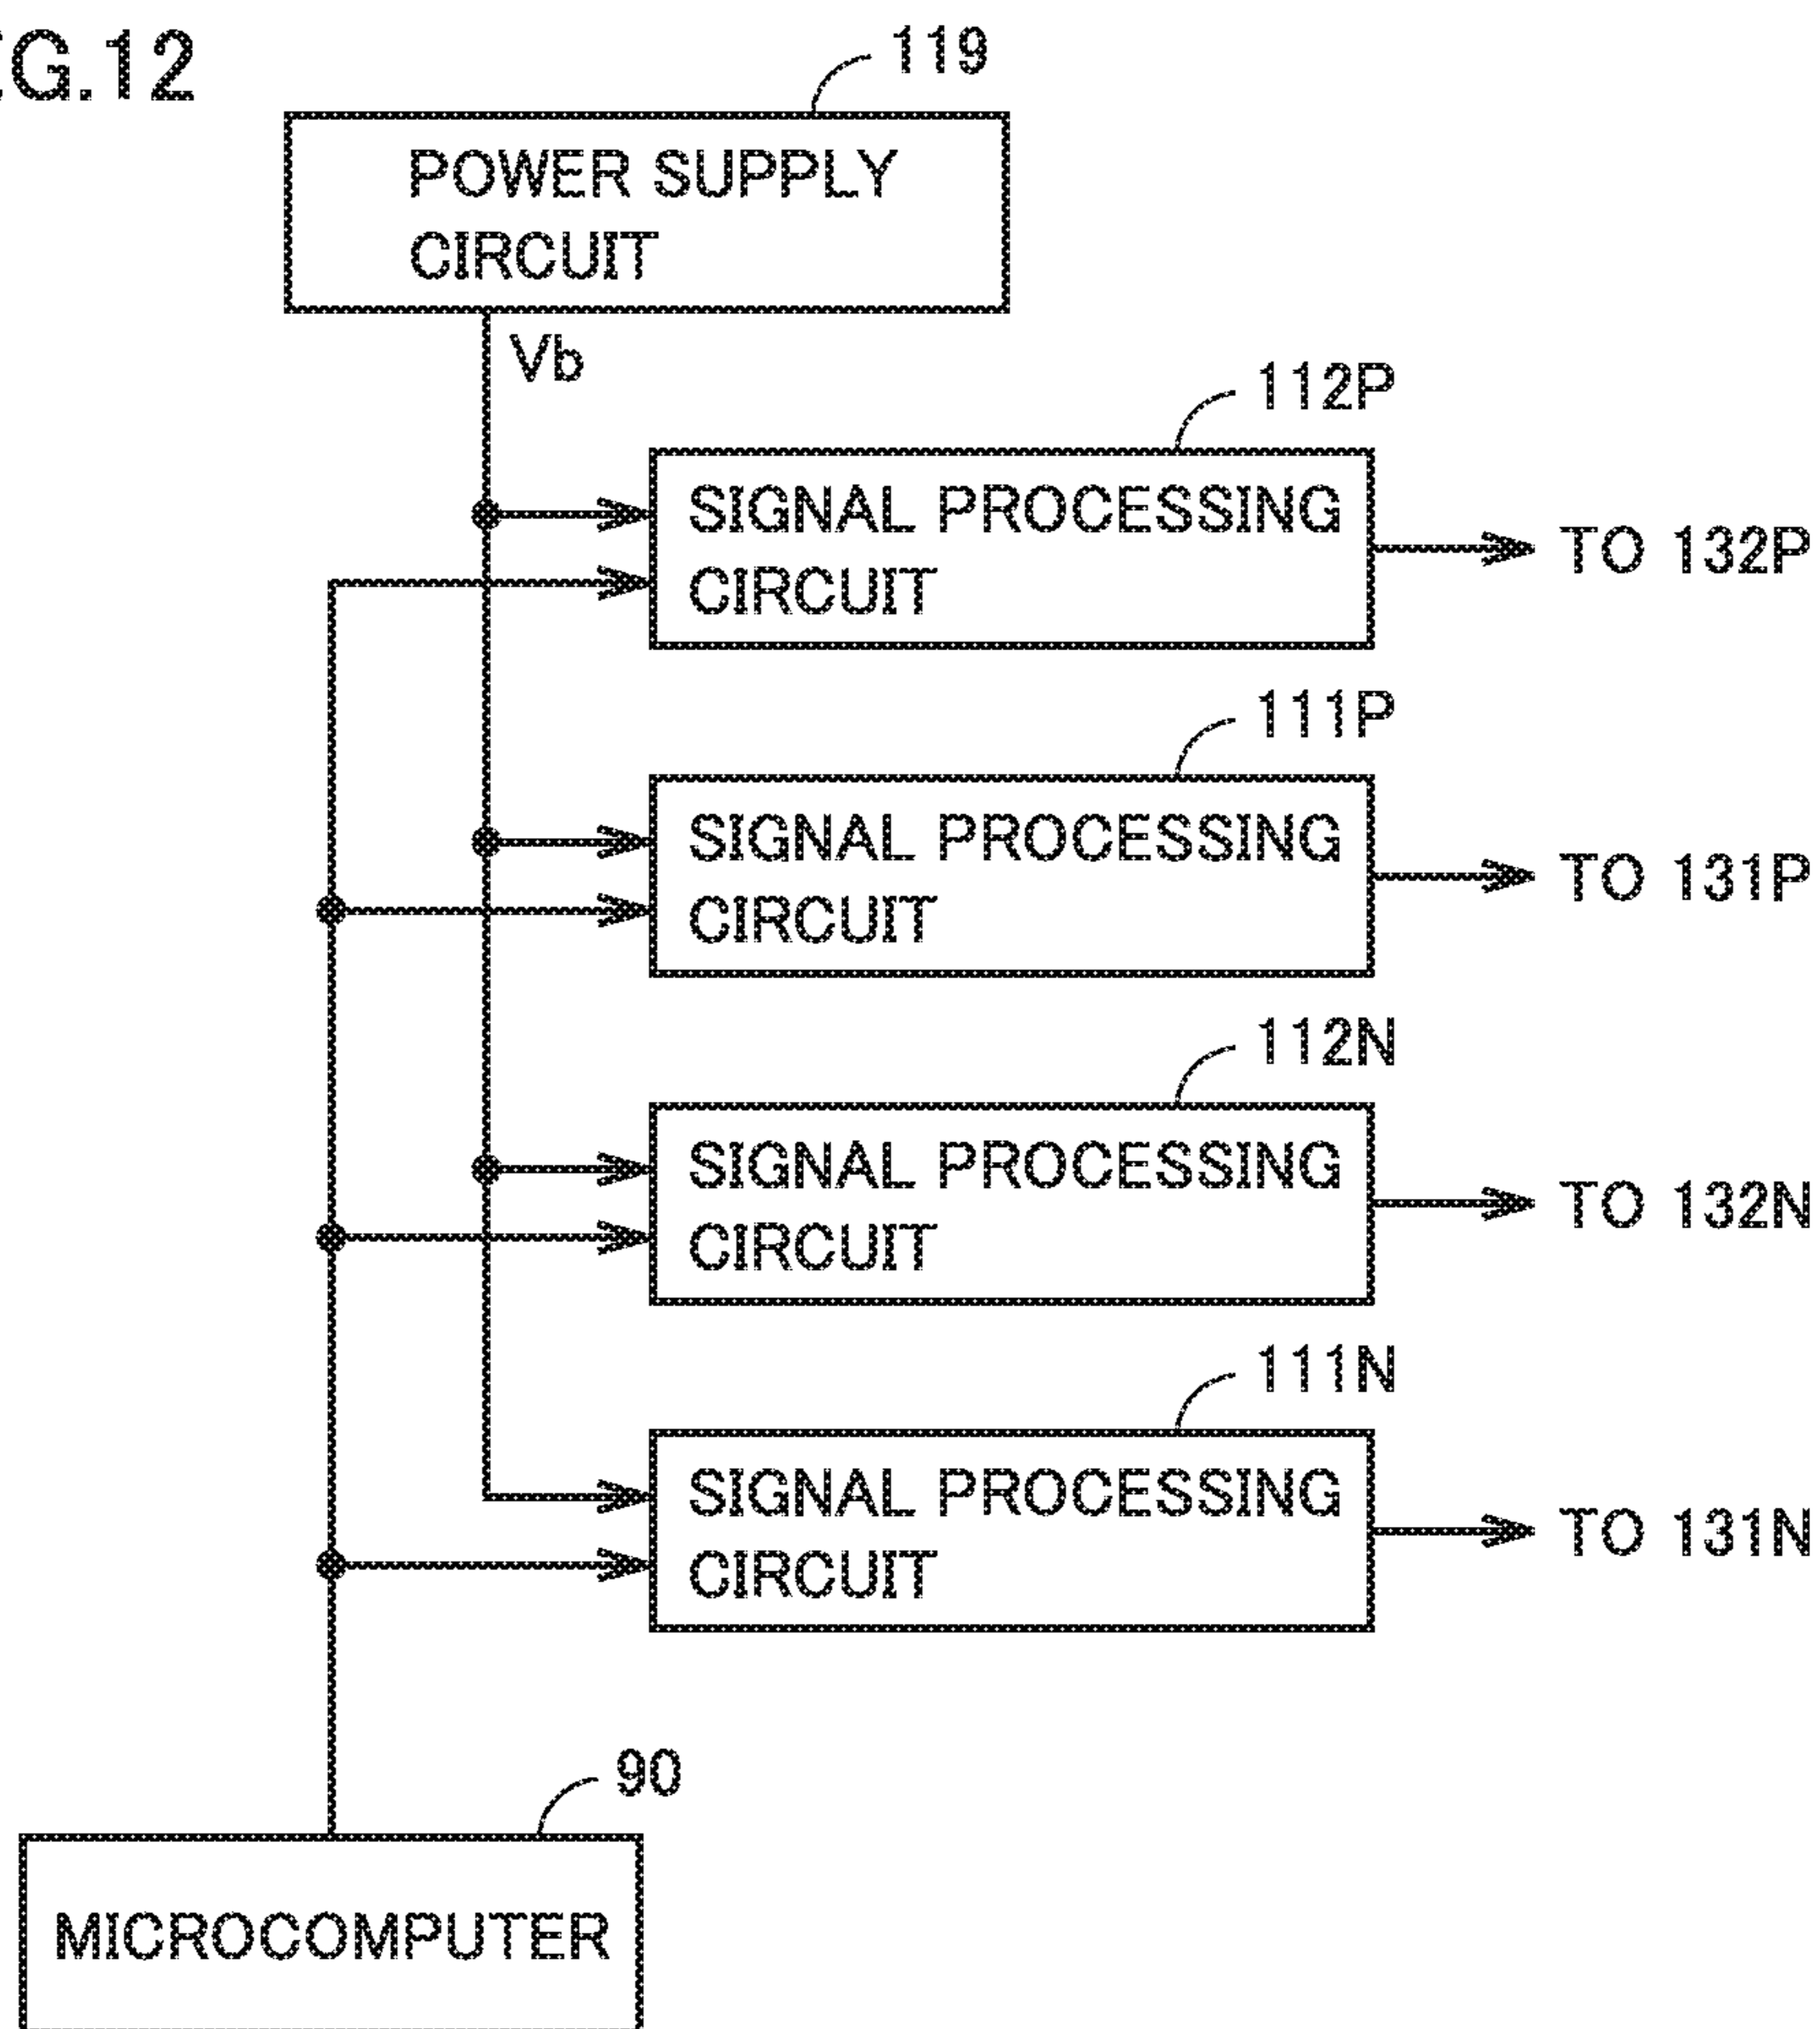 G.12
119
POWER SUPPLY
CIRCUIT
Vb
112P
SIGNAL PROCESSING
CIRCUIT
TO 132P
111P
SIGNAL PROCESSING
CIRCUIT
TO 131P
112N
SIGNAL PROCESSING
CIRCUIT
TO 132N
111N
SIGNAL PROCESSING
CIRCUIT
TO 131N
90
MICROCOMPUTER